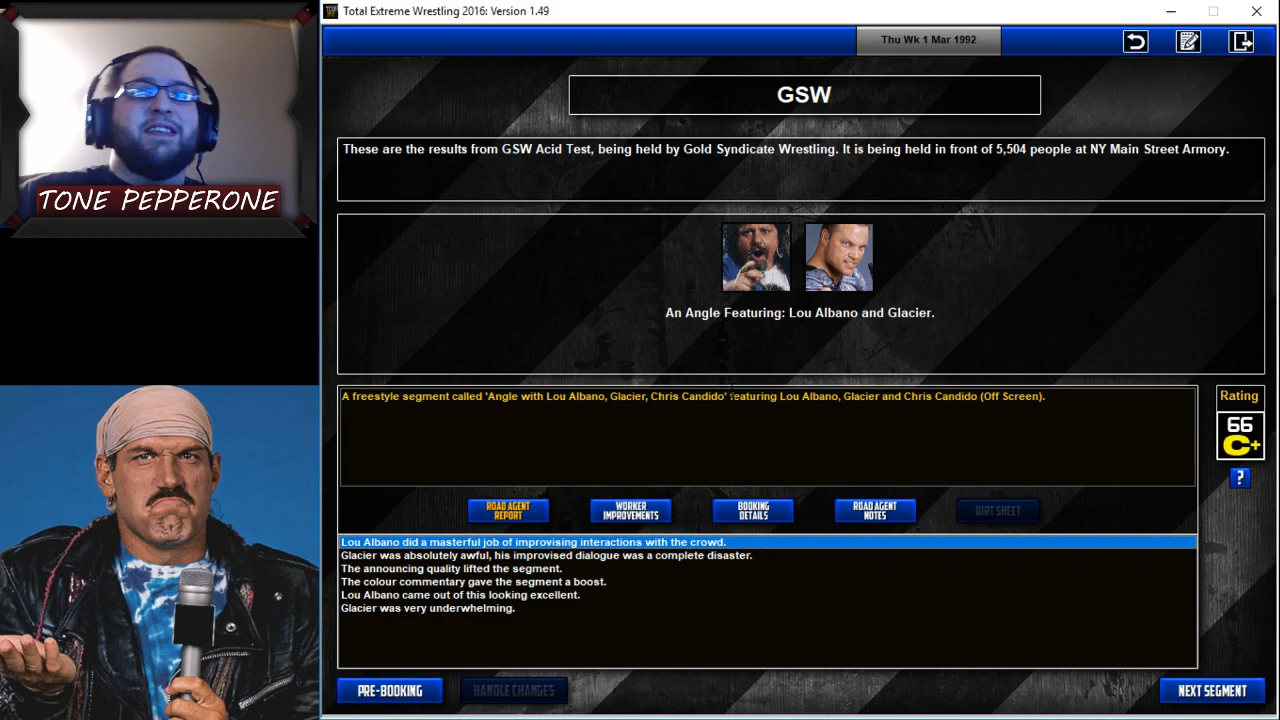 Total Extreme Wrestling 2016: Version 1.49
Thu Wk 1 Mar 1992
GSW
These are the results from GSW Acid Test, being held by Gold Syndicate Wrestling. It is being held in front of 5,504 people at NY Main Street Armory.
TONE PEPPERONE
An Angle Featuring: Lou Albano and Glacier.
A freestyle segment called 'Angle with Lou Albano, Glacier, Chris Candido' featuring Lou Albano, Glacier and Chris Candido (Off Screen).
Rating
66
C+
?
ROAD AGENT REPORT
WORKER IMPROVEMENTS
BOOKING DETAILS
ROAD AGENT NOTES
DIRT SHEET
Lou Albano did a masterful job of improvising interactions with the crowd.
Glacier was absolutely awful, his improvised dialogue was a complete disaster.
The announcing quality lifted the segment.
The colour commentary gave the segment a boost.
Lou Albano came out of this looking excellent.
Glacier was very underwhelming.
PRE-BOOKING
HANDLE CHANGES
NEXT SEGMENT